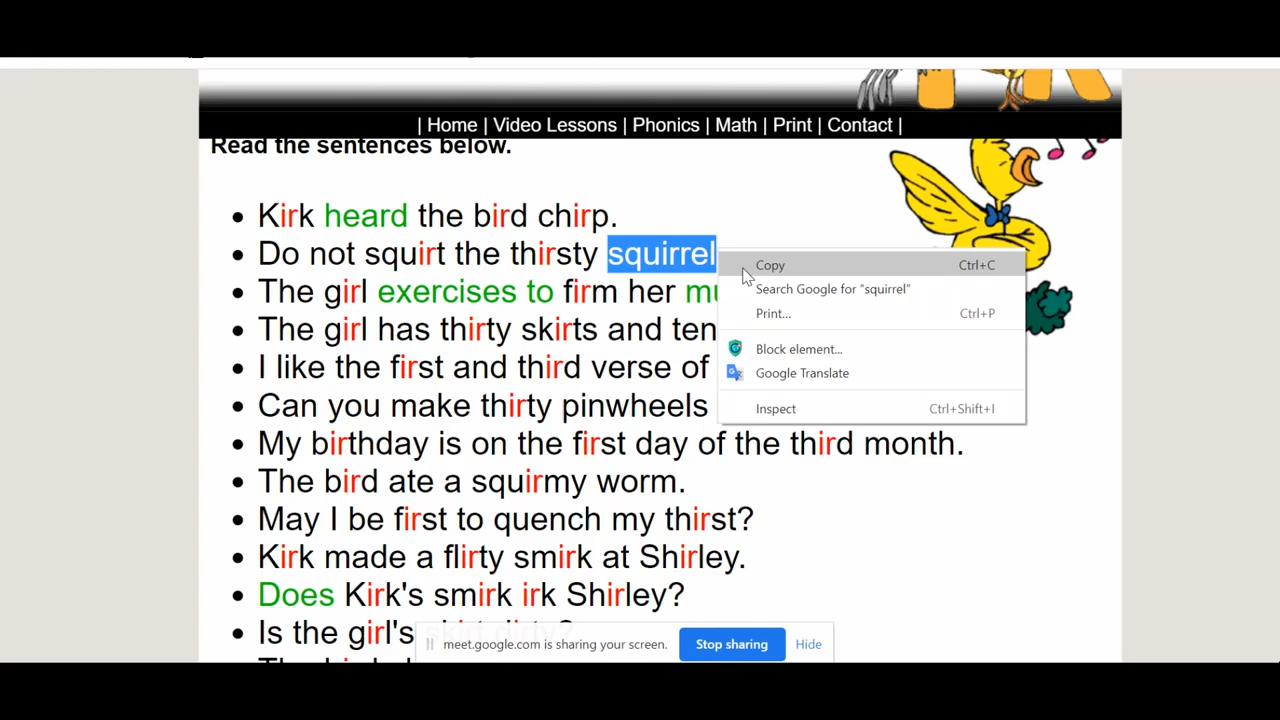 | Home | Video Lessons | Phonics | Math | Print | Contact |
Read the sentences below.
• Kirk heard the bird chirp.
• Do not squirt the thirsty squirrel
• The girl exercises to firm her
• The girl has thirty skirts and ten
• I like the first and third verse of
• Can you make thirty pinwheels
• My birthday is on the first day of the third month.
• The bird ate a squirmy worm.
• May I be first to quench my thirst?
• Kirk made a flirty smirk at Shirley.
• Does Kirk's smirk irk Shirley?
• Is the girl's skirt dirty?
Copy Ctrl+C
Search Google for “squirrel”
Print... Ctrl+P
Block element...
Google Translate
Inspect Ctrl+Shift+I
meet.google.com is sharing your screen. Stop sharing Hide